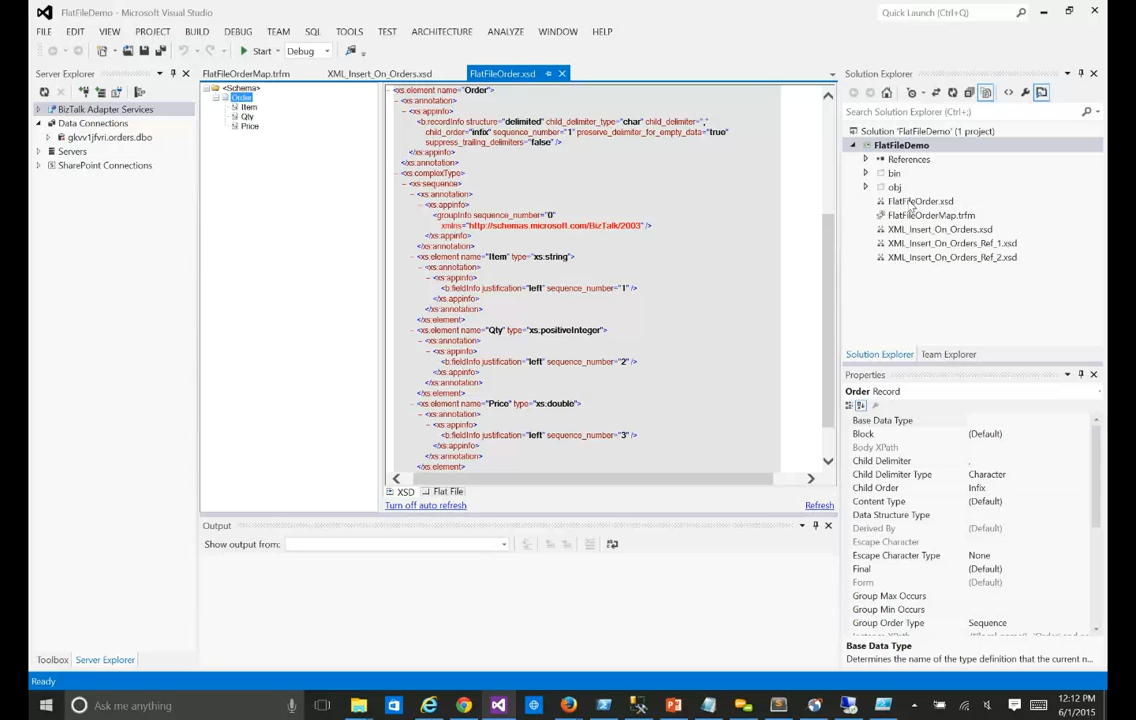 FlatFileDemo - Microsoft Visual Studio
Quick Launch (Ctrl+Q)
FILE EDIT VIEW PROJECT BUILD DEBUG TEAM SQL TOOLS TEST ARCHITECTURE ANALYZE WINDOW HELP
Start Debug
Server Explorer
BizTalk Adapter Services
Data Connections
gkvv1jfvri.orders.dbo
Servers
SharePoint Connections
Toolbox Server Explorer
FlatFileOrderMap.trfm XML_Insert_On_Orders.xsd FlatFileOrder.xsd
<Schema>
Order
Item
Qty
Price
<xs:element name="Order">
<xs:annotation>
<xs:appinfo>
<b:recordInfo structure="delimited" child_delimiter_type="char" child_delimiter=","
child_order="infix" sequence_number="1" preserve_delimiter_for_empty_data="true"
suppress_trailing_delimiters="false" />
</xs:appinfo>
</xs:annotation>
<xs:complexType>
<xs:sequence>
<xs:annotation>
<xs:appinfo>
<groupInfo sequence_number="0"
xmlns="http://schemas.microsoft.com/BizTalk/2003" />
</xs:appinfo>
</xs:annotation>
<xs:element name="Item" type="xs:string">
<xs:annotation>
<xs:appinfo>
<b:fieldInfo justification="left" sequence_number="1" />
</xs:appinfo>
</xs:annotation>
</xs:element>
<xs:element name="Qty" type="xs:positiveInteger">
<xs:annotation>
<xs:appinfo>
<b:fieldInfo justification="left" sequence_number="2" />
</xs:appinfo>
</xs:annotation>
</xs:element>
<xs:element name="Price" type="xs:double">
<xs:annotation>
<xs:appinfo>
<b:fieldInfo justification="left" sequence_number="3" />
</xs:appinfo>
</xs:annotation>
</xs:element>
XSD Flat File
Turn off auto refresh Refresh
Output
Show output from:
Solution Explorer
Search Solution Explorer (Ctrl+;)
Solution 'FlatFileDemo' (1 project)
FlatFileDemo
References
bin
obj
FlatFileOrder.xsd
FlatFileOrderMap.trfm
XML_Insert_On_Orders.xsd
XML_Insert_On_Orders_Ref_1.xsd
XML_Insert_On_Orders_Ref_2.xsd
Solution Explorer Team Explorer
Properties
Order Record
Base Data Type
Block (Default)
Body XPath
Child Delimiter ,
Child Delimiter Type Character
Child Order Infix
Content Type (Default)
Data Structure Type
Derived By (Default)
Escape Character
Escape Character Type None
Final (Default)
Form (Default)
Group Max Occurs
Group Min Occurs
Group Order Type Sequence
Base Data Type
Determines the name of the type definition that the current n...
Ready
Ask me anything
12:12 PM
6/1/2015